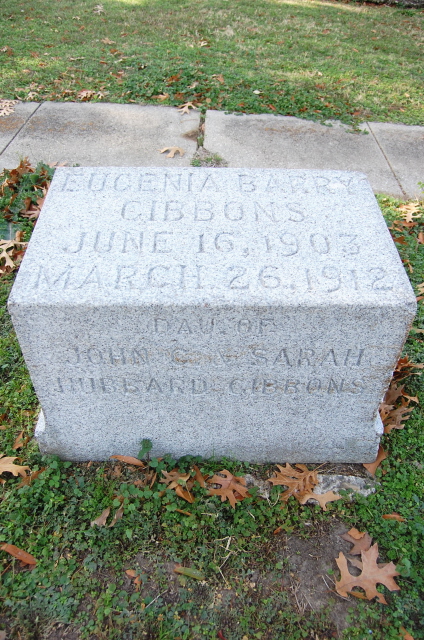 EUGENIA BARRY
GIBBONS
JUNE 16, 1903
MARCH 26, 1912
DAU. OF
JOHN C. & SARAH
HUBBARD GIBBONS